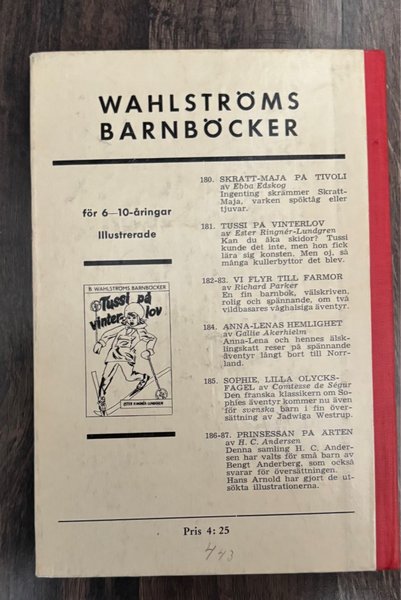 WAHLSTRÖMS
BARNBÖCKER
för 6—10-åringar
Illustrerade
B. WAHLSTRÖMS BARNBÖCKER
Tussi på
vinter-
lov
ESTER RINGNÉR-LUNDGREN
180. SKRATT-MAJA PÅ TIVOLI
av Ebba Edskog
Ingenting skrämmer Skratt-
Maja, varken spöktåg eller
tjuvar.
181. TUSSI PÅ VINTERLOV
av Ester Ringnér-Lundgren
Kan du åka skidor? Tussi
kunde det inte, men hon fick
lära sig konsten. Men oj, så
många kullerbyttor det blev.
182-83. VI FLYR TILL FARMOR
av Richard Parker
En fin barnbok, välskriven,
rolig och spännande, om två
vildbasares våghalsiga äventyr.
184. ANNA-LENAS HEMLIGHET
av Gallie Akerhielm
Anna-Lena och hennes älsk-
lingskatt reser på spännande
äventyr långt bort till Norr-
land.
185. SOPHIE, LILLA OLYCKS-
FÅGEL av Comtesse de Ségur
Den franska klassikern om So-
phies äventyr kommer nu även
för svenska barn i fin över-
sättning av Jadwiga Westrup.
186-87. PRINSESSAN PÅ ÄRTEN
av H. C. Andersen
Denna samling H. C. Ander-
sen har valts för små barn av
Bengt Anderberg, som också
svarar för översättningen.
Hans Arnold har gjort de ut-
sökta illustrationerna.
Pris 4: 25
443